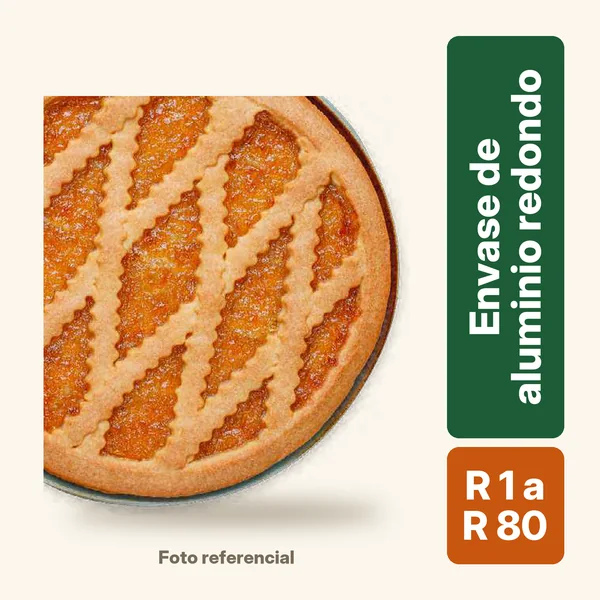 Envase de
aluminio redondo
R 1 a
R 80
Foto referencial